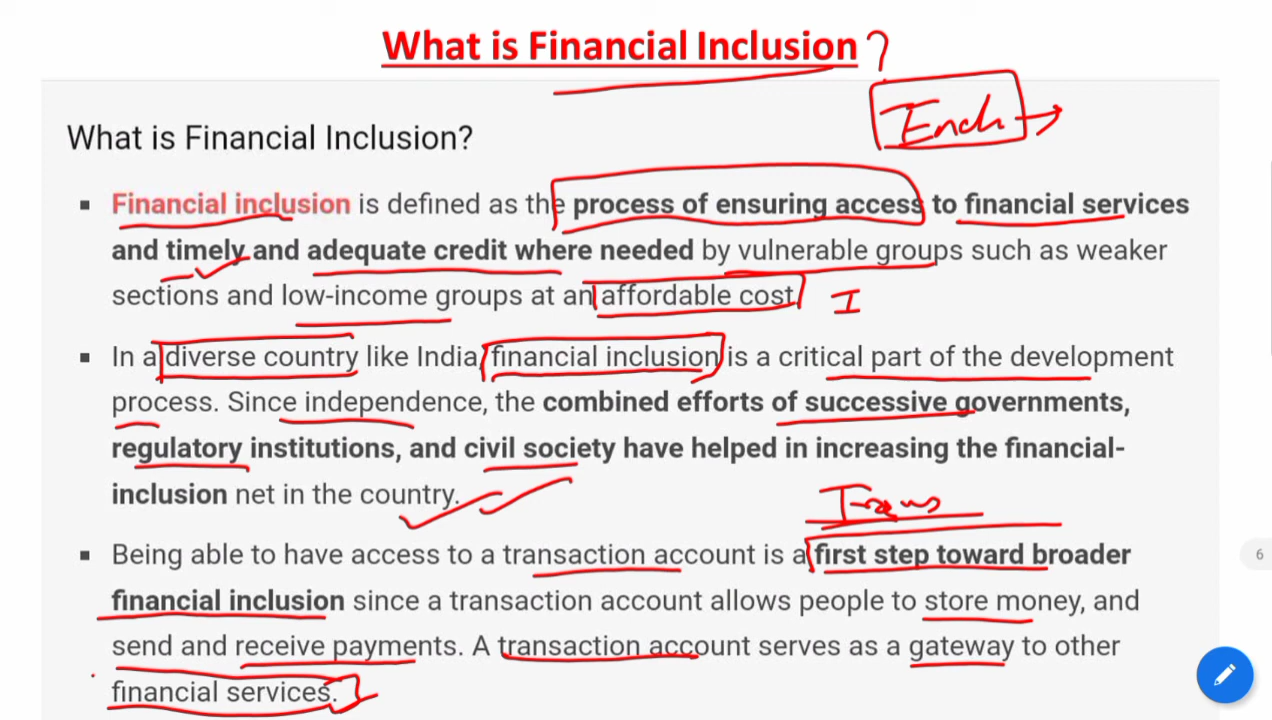 What is Financial Inclusion ?
Each
What is Financial Inclusion?
▪ Financial inclusion is defined as the process of ensuring access to financial services
and timely and adequate credit where needed by vulnerable groups such as weaker
sections and low-income groups at an affordable cost
I
▪ In a diverse country like India, financial inclusion is a critical part of the development
process. Since independence, the combined efforts of successive governments,
regulatory institutions, and civil society have helped in increasing the financial-
inclusion net in the country.
Trans
▪ Being able to have access to a transaction account is a first step toward broader
financial inclusion since a transaction account allows people to store money, and
send and receive payments. A transaction account serves as a gateway to other
financial services.
6